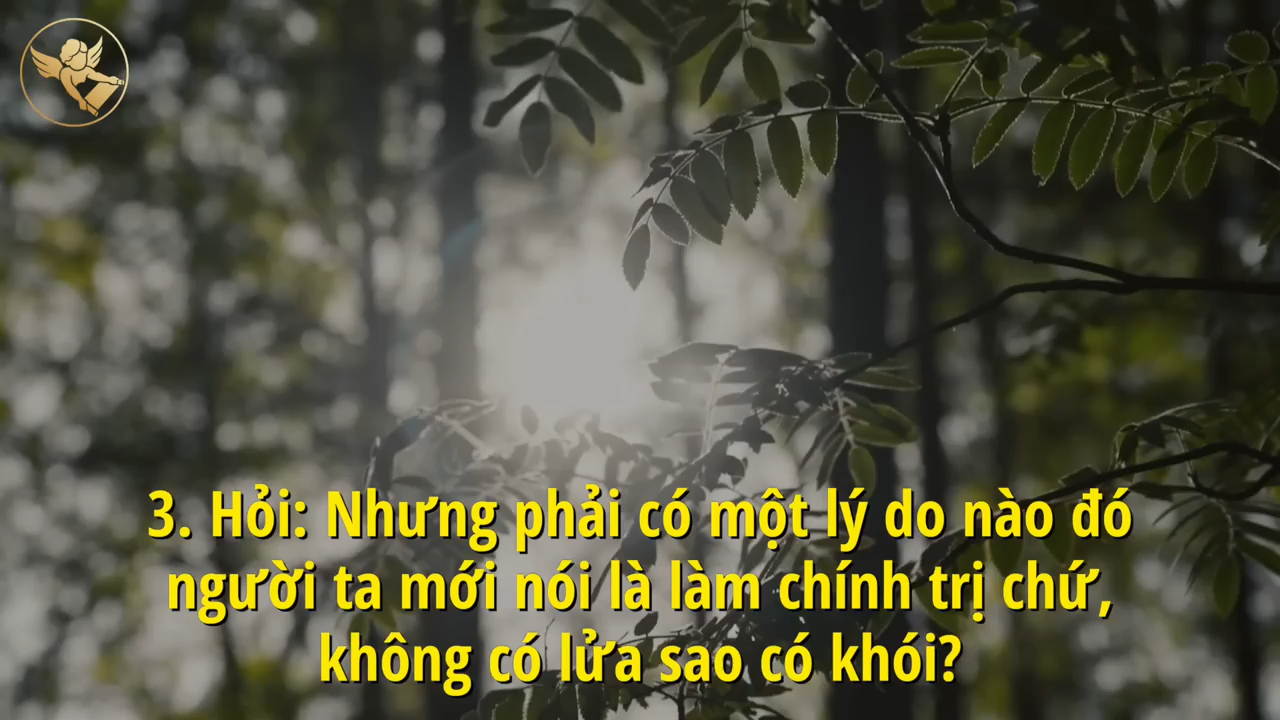 3. Hỏi: Nhưng phải có một lý do nào đó
người ta mới nói là làm chính trị chứ,
không có lửa sao có khói?